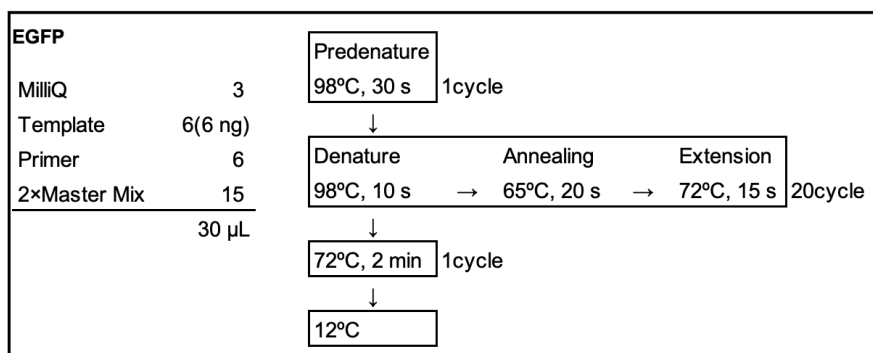 EGFP
MilliQ 3
Template 6(6 ng)
Primer 6
2×Master Mix 15
30 µL
Predenature
98ºC, 30 s 1cycle
↓
Denature Annealing Extension
98ºC, 10 s → 65ºC, 20 s → 72ºC, 15 s 20cycle
↓
72ºC, 2 min 1cycle
↓
12ºC